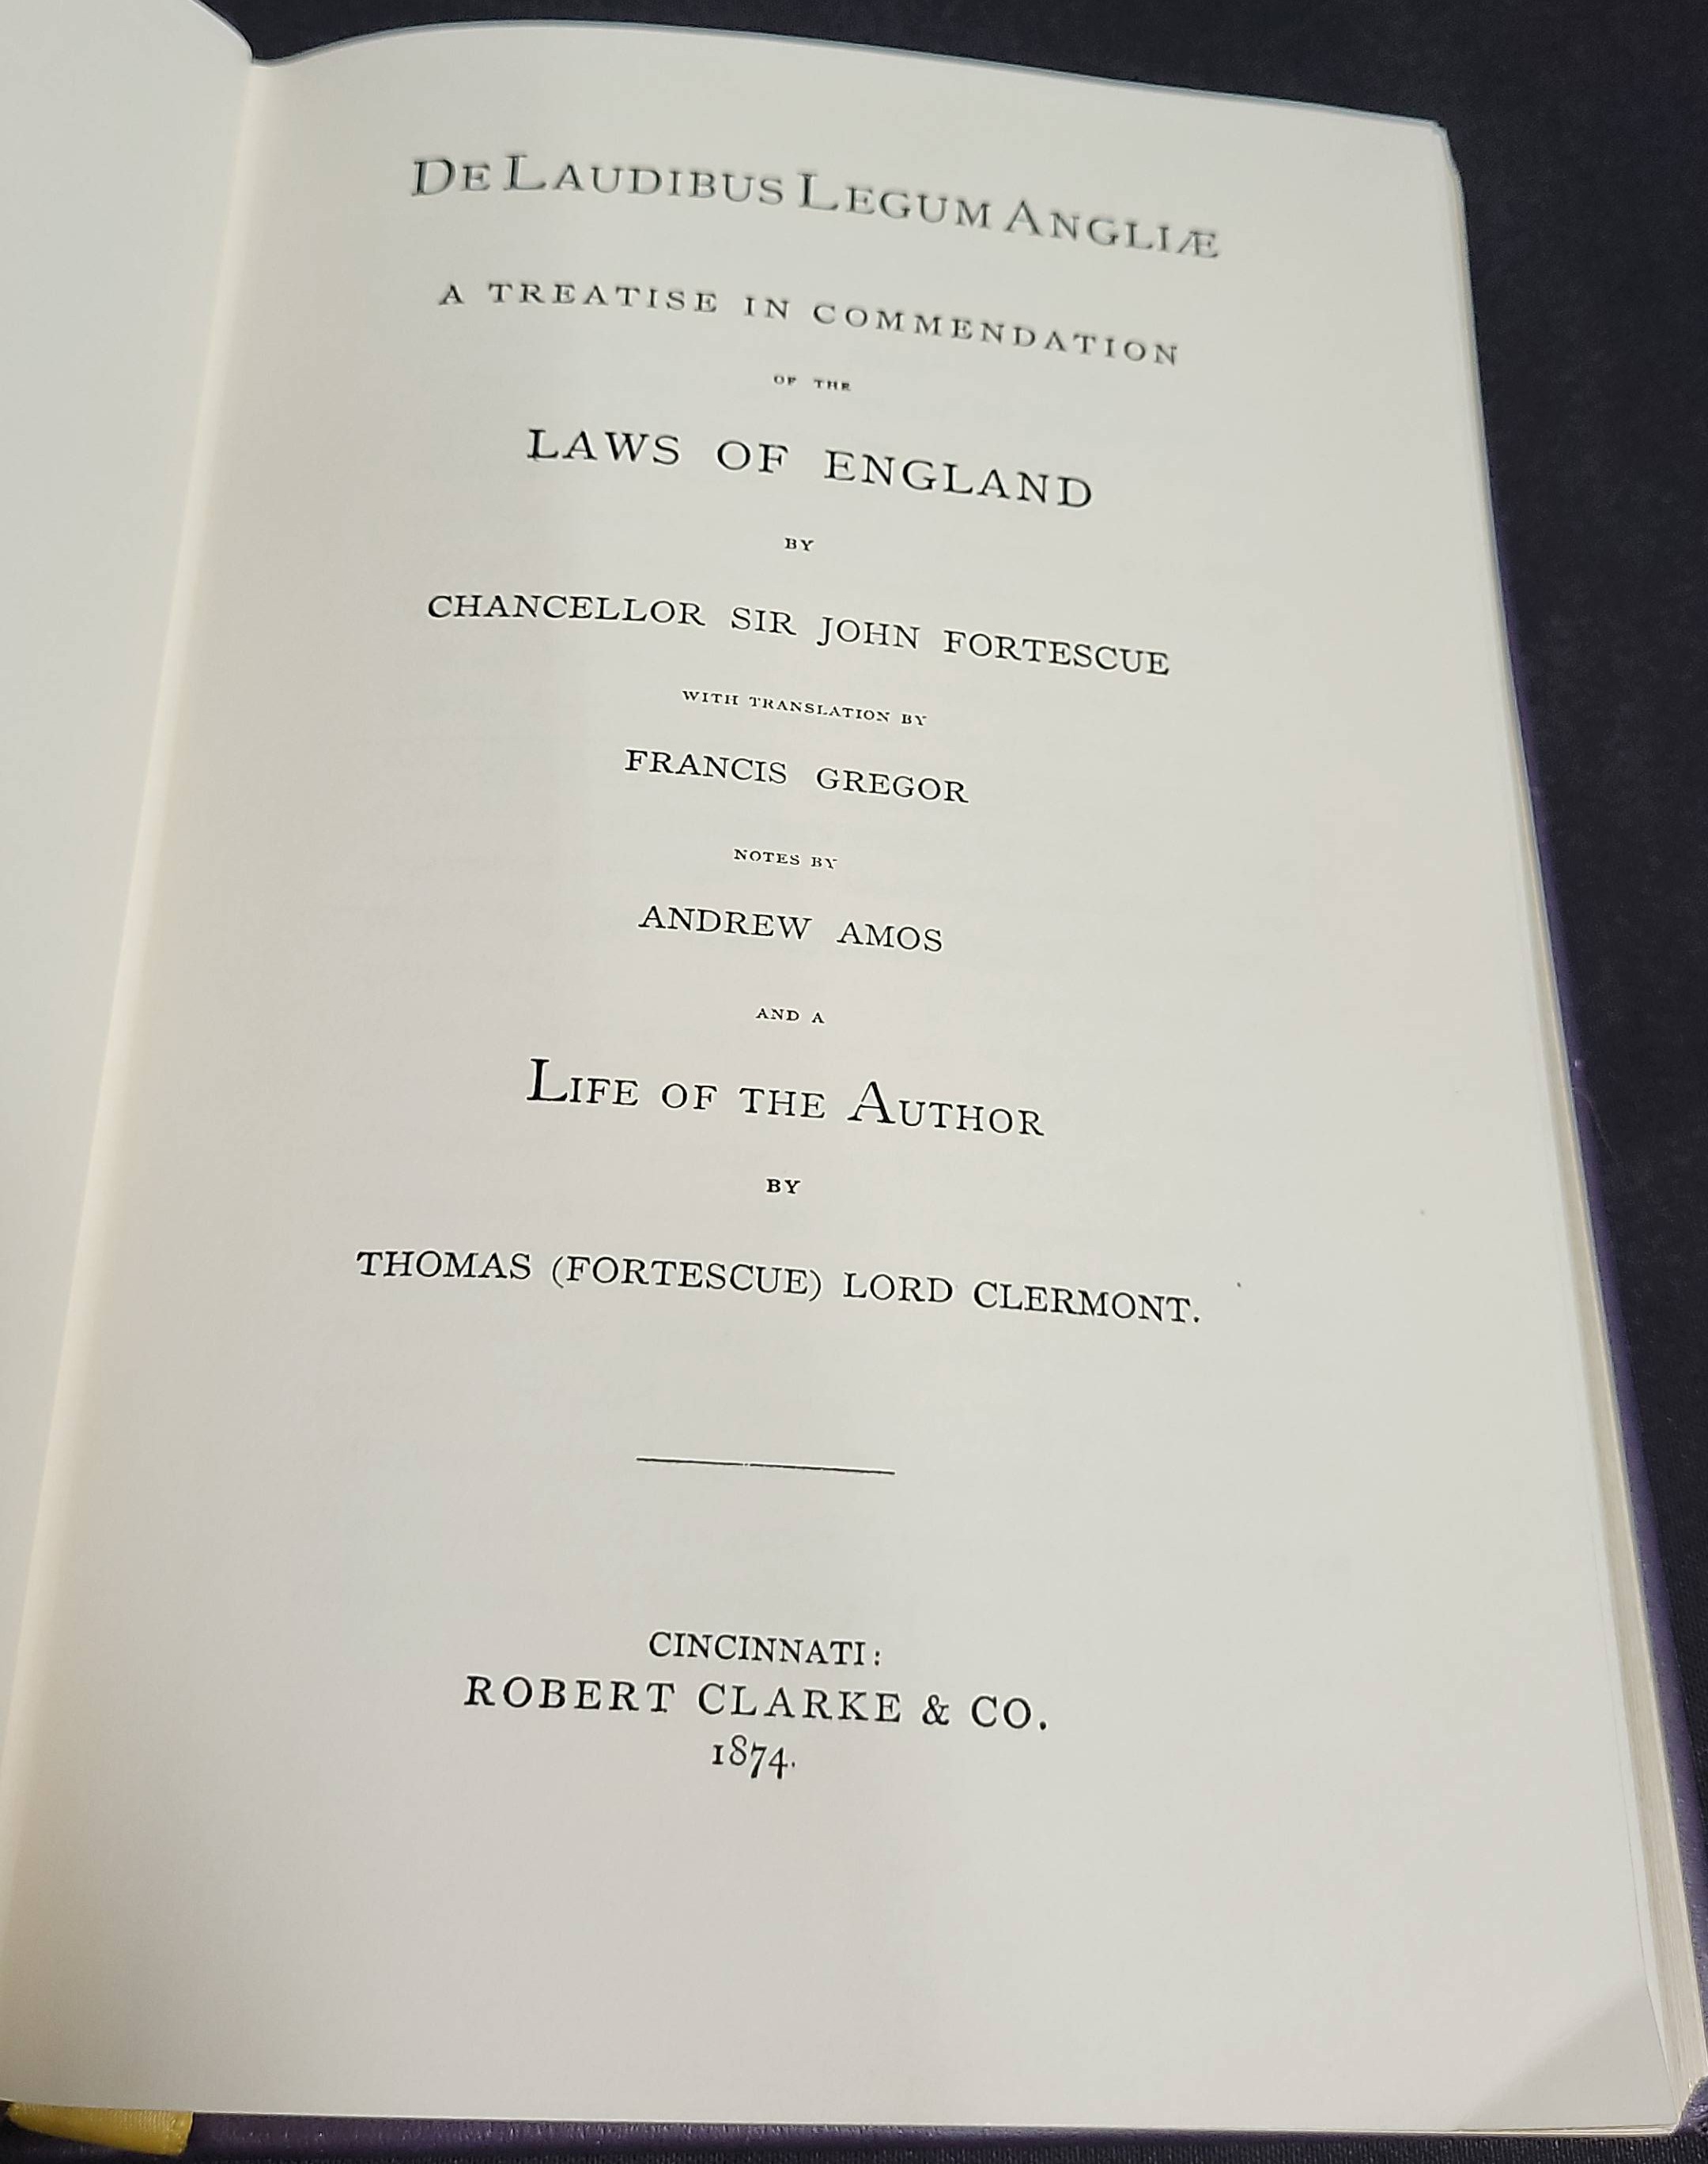 DE LAUDIBUS LEGUM ANGLIÆ
A TREATISE IN COMMENDATION
OF THE
LAWS OF ENGLAND
BY
CHANCELLOR SIR JOHN FORTESCUE
WITH TRANSLATION BY
FRANCIS GREGOR
NOTES BY
ANDREW AMOS
AND A
LIFE OF THE AUTHOR
BY
THOMAS (FORTESCUE) LORD CLERMONT.
CINCINNATI:
ROBERT CLARKE & CO.
1874.